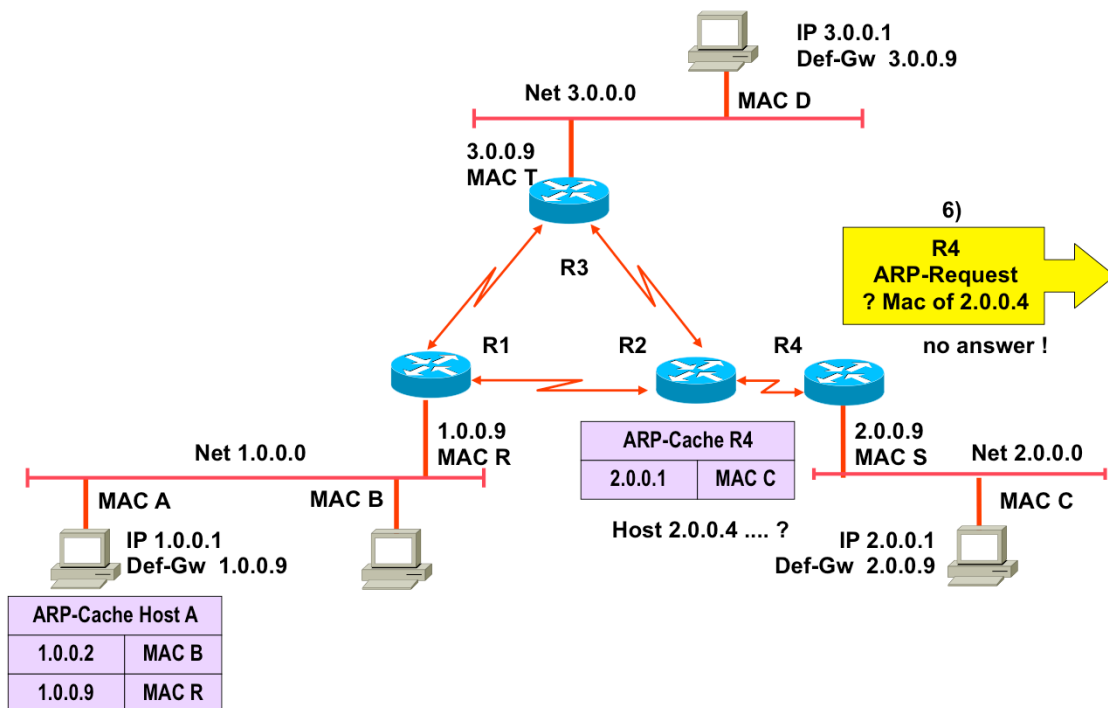 IP 3.0.0.1
Def-Gw 3.0.0.9
Net 3.0.0.0
MAC D
3.0.0.9
MAC T
R3
6)
R4
ARP-Request
? Mac of 2.0.0.4
no answer !
R1
R2
R4
1.0.0.9
MAC R
Net 1.0.0.0
ARP-Cache R4
2.0.0.1 MAC C
Host 2.0.0.4 .... ?
2.0.0.9
MAC S
Net 2.0.0.0
MAC A
MAC B
MAC C
IP 1.0.0.1
Def-Gw 1.0.0.9
IP 2.0.0.1
Def-Gw 2.0.0.9
ARP-Cache Host A
1.0.0.2 MAC B
1.0.0.9 MAC R